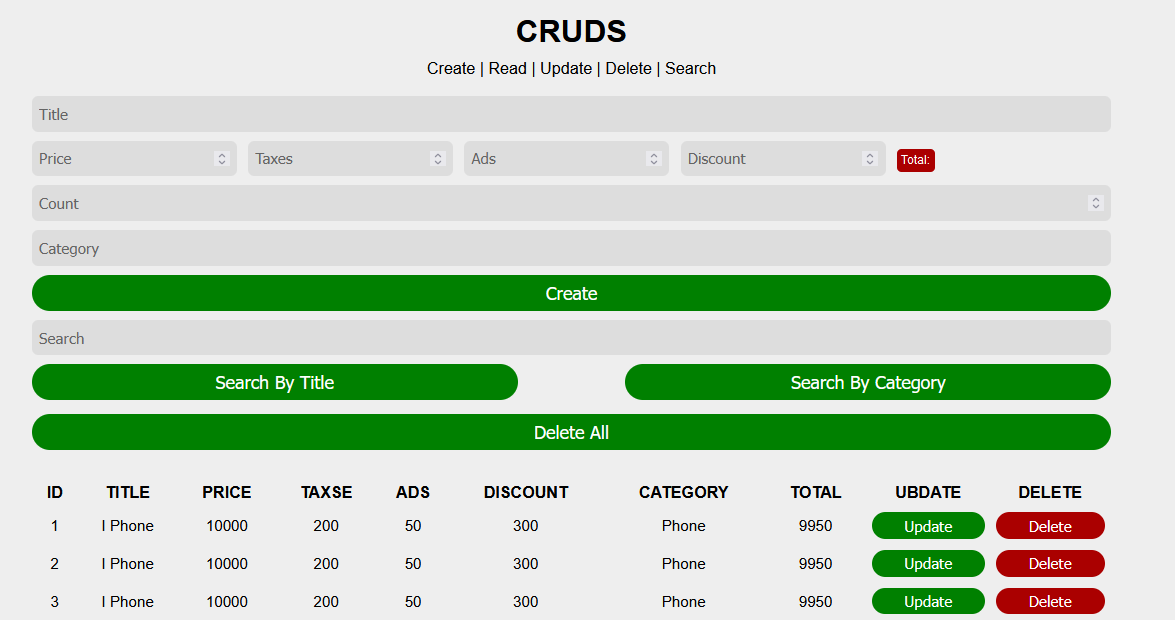 CRUDS
Create | Read | Update | Delete | Search
Title
Price Taxes Ads Discount Total:
Count
Category
Create
Search
Search By Title Search By Category
Delete All
ID TITLE PRICE TAXSE ADS DISCOUNT CATEGORY TOTAL UBDATE DELETE
1 I Phone 10000 200 50 300 Phone 9950 Update Delete
2 I Phone 10000 200 50 300 Phone 9950 Update Delete
3 I Phone 10000 200 50 300 Phone 9950 Update Delete